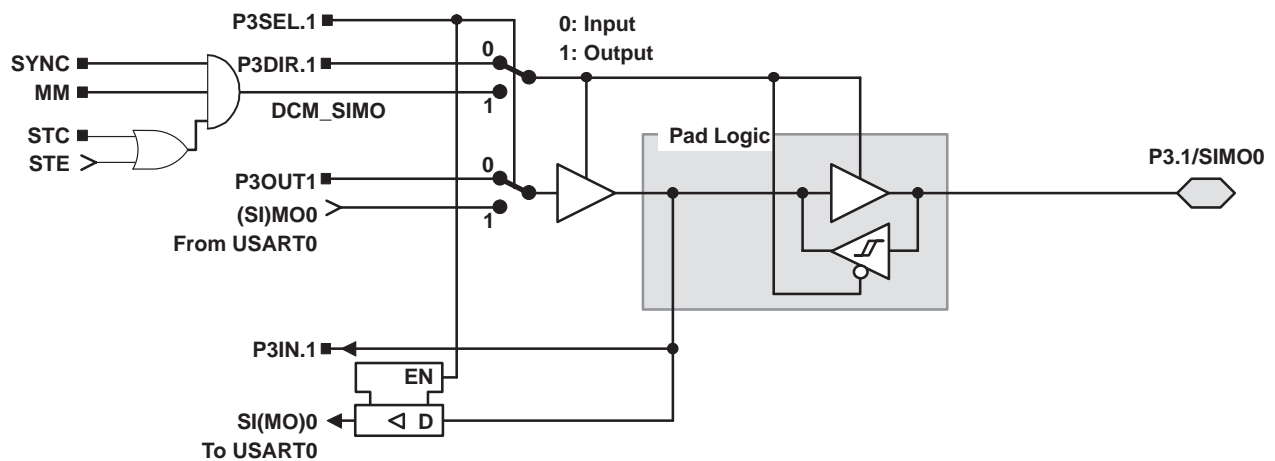 P3SEL.1
0: Input
1: Output
SYNC
P3DIR.1
0
MM
1
DCM_SIMO
STC
STE
Pad Logic
P3.1/SIMO0
0
P3OUT1
(SI)MO0
1
From USART0
P3IN.1
EN
SI(MO)0
D
To USART0